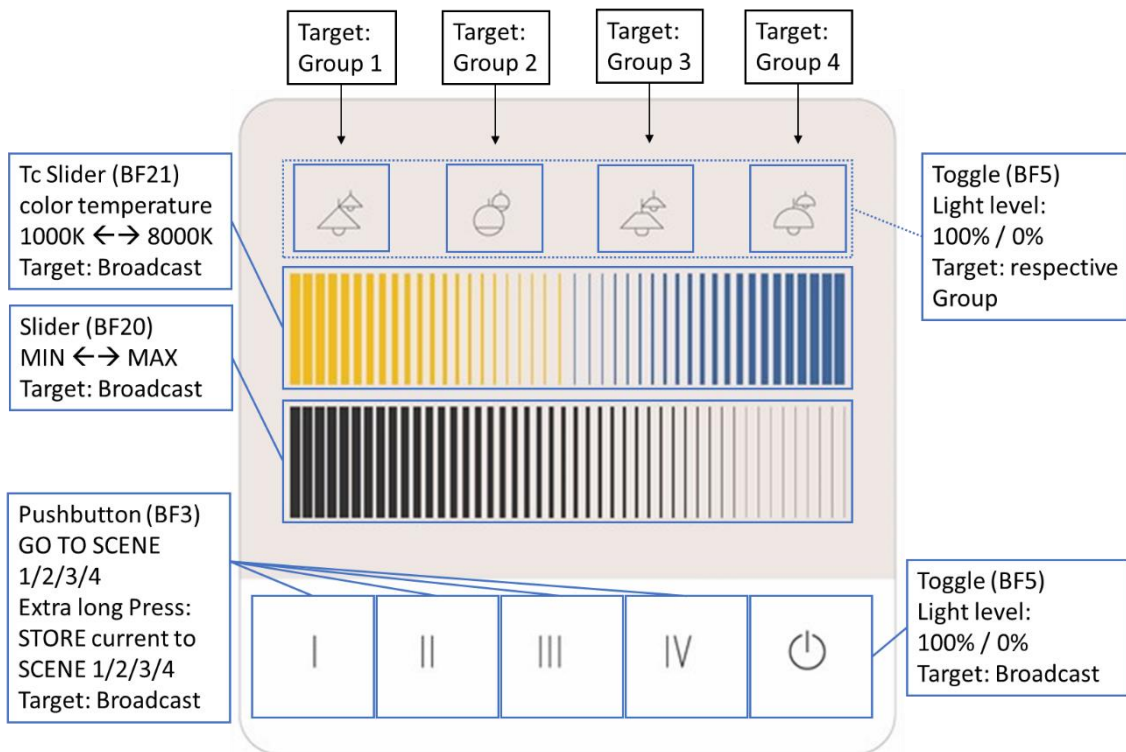 Target:
Group 1
Target:
Group 2
Target:
Group 3
Target:
Group 4
Tc Slider (BF21)
color temperature
1000K ←→ 8000K
Target: Broadcast
Slider (BF20)
MIN ←→ MAX
Target: Broadcast
Pushbutton (BF3)
GO TO SCENE
1/2/3/4
Extra long Press:
STORE current to
SCENE 1/2/3/4
Target: Broadcast
Toggle (BF5)
Light level:
100% / 0%
Target: respective
Group
Toggle (BF5)
Light level:
100% / 0%
Target: Broadcast
I II III IV